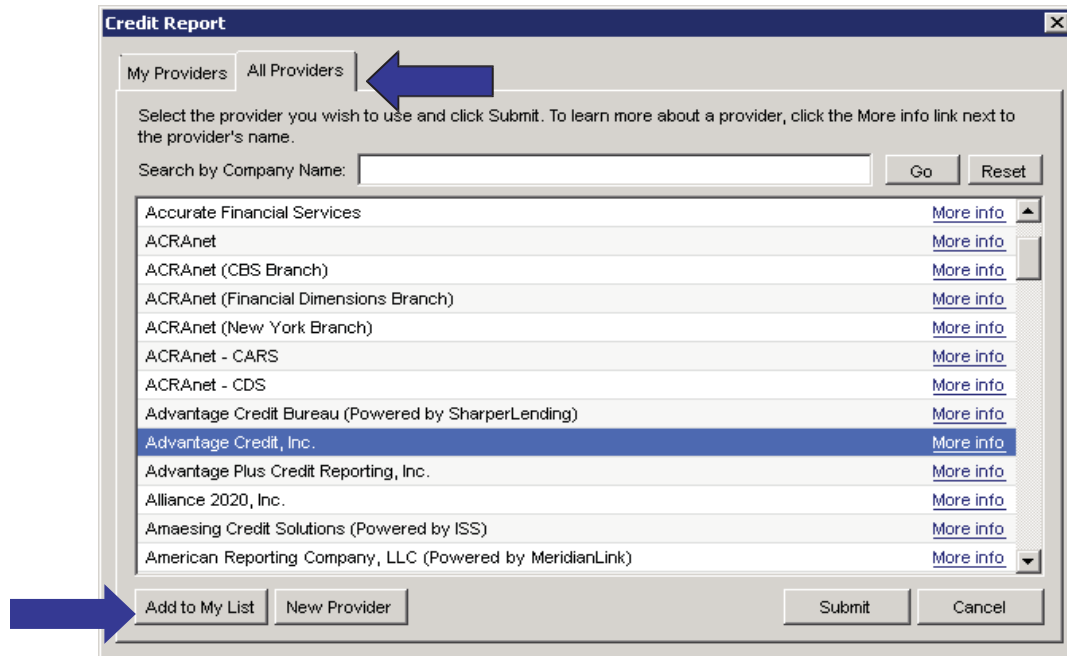 Credit Report
My Providers All Providers
Select the provider you wish to use and click Submit. To learn more about a provider, click the More info link next to
the provider's name.
Search by Company Name: Go Reset
Accurate Financial Services More info
ACRAnet More info
ACRAnet (CBS Branch) More info
ACRAnet (Financial Dimensions Branch) More info
ACRAnet (New York Branch) More info
ACRAnet - CARS More info
ACRAnet - CDS More info
Advantage Credit Bureau (Powered by SharperLending) More info
Advantage Credit, Inc. More info
Advantage Plus Credit Reporting, Inc. More info
Alliance 2020, Inc. More info
Amaesing Credit Solutions (Powered by ISS) More info
American Reporting Company, LLC (Powered by MeridianLink) More info
Add to My List New Provider Submit Cancel